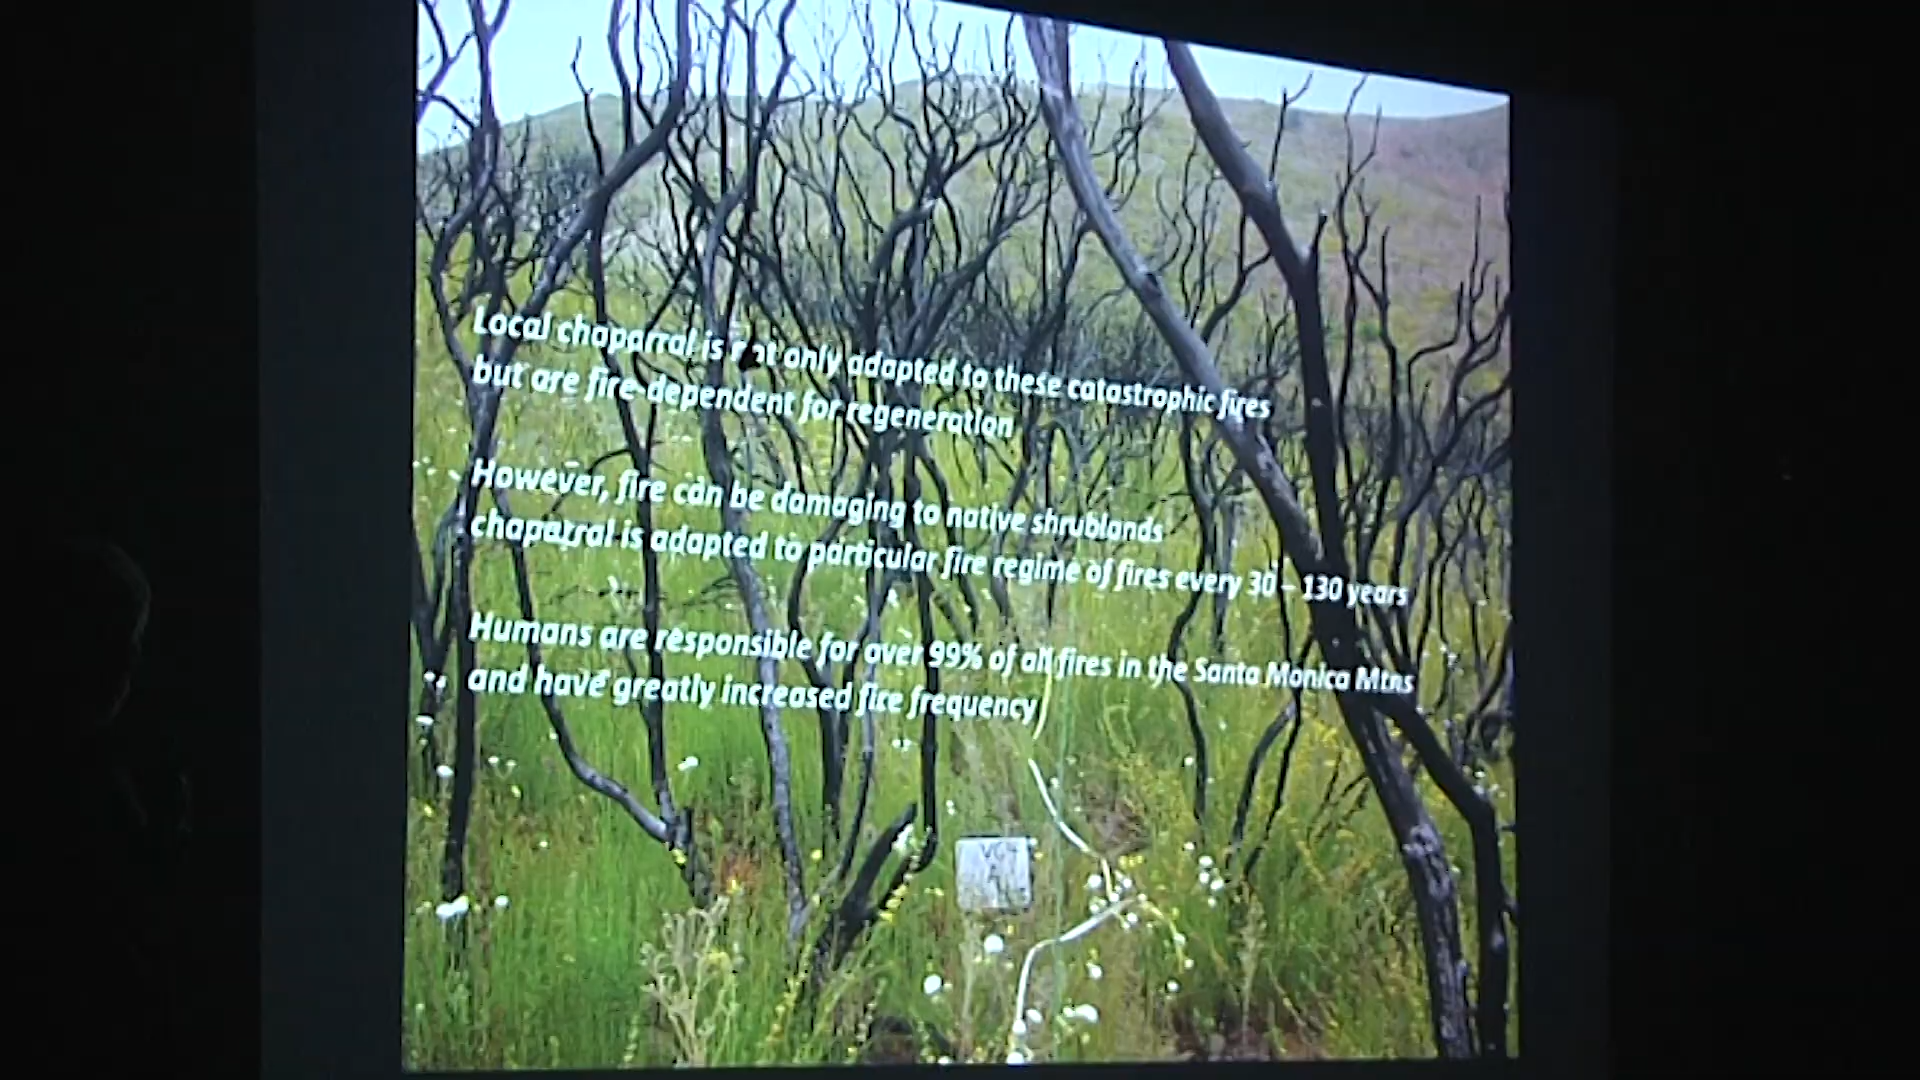 Local chaparral is not only adapted to these catastrophic fires
but are fire-dependent for regeneration
However, fire can be damaging to native shrublands
chaparral is adapted to particular fire regime of fires every 30 – 130 years
Humans are responsible for over 99% of all fires in the Santa Monica Mtns
and have greatly increased fire frequency